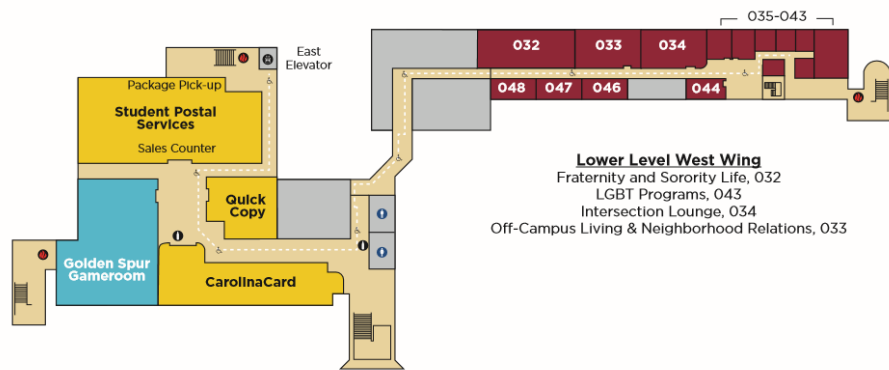 035-043
East
Elevator
032
033
034
Package Pick-up
Student Postal
Services
048
047
046
044
Sales Counter
Lower Level West Wing
Fraternity and Sorority Life, 032
LGBT Programs, 043
Intersection Lounge, 034
Off-Campus Living & Neighborhood Relations, 033
Quick
Copy
Golden Spur
Gameroom
CarolinaCard